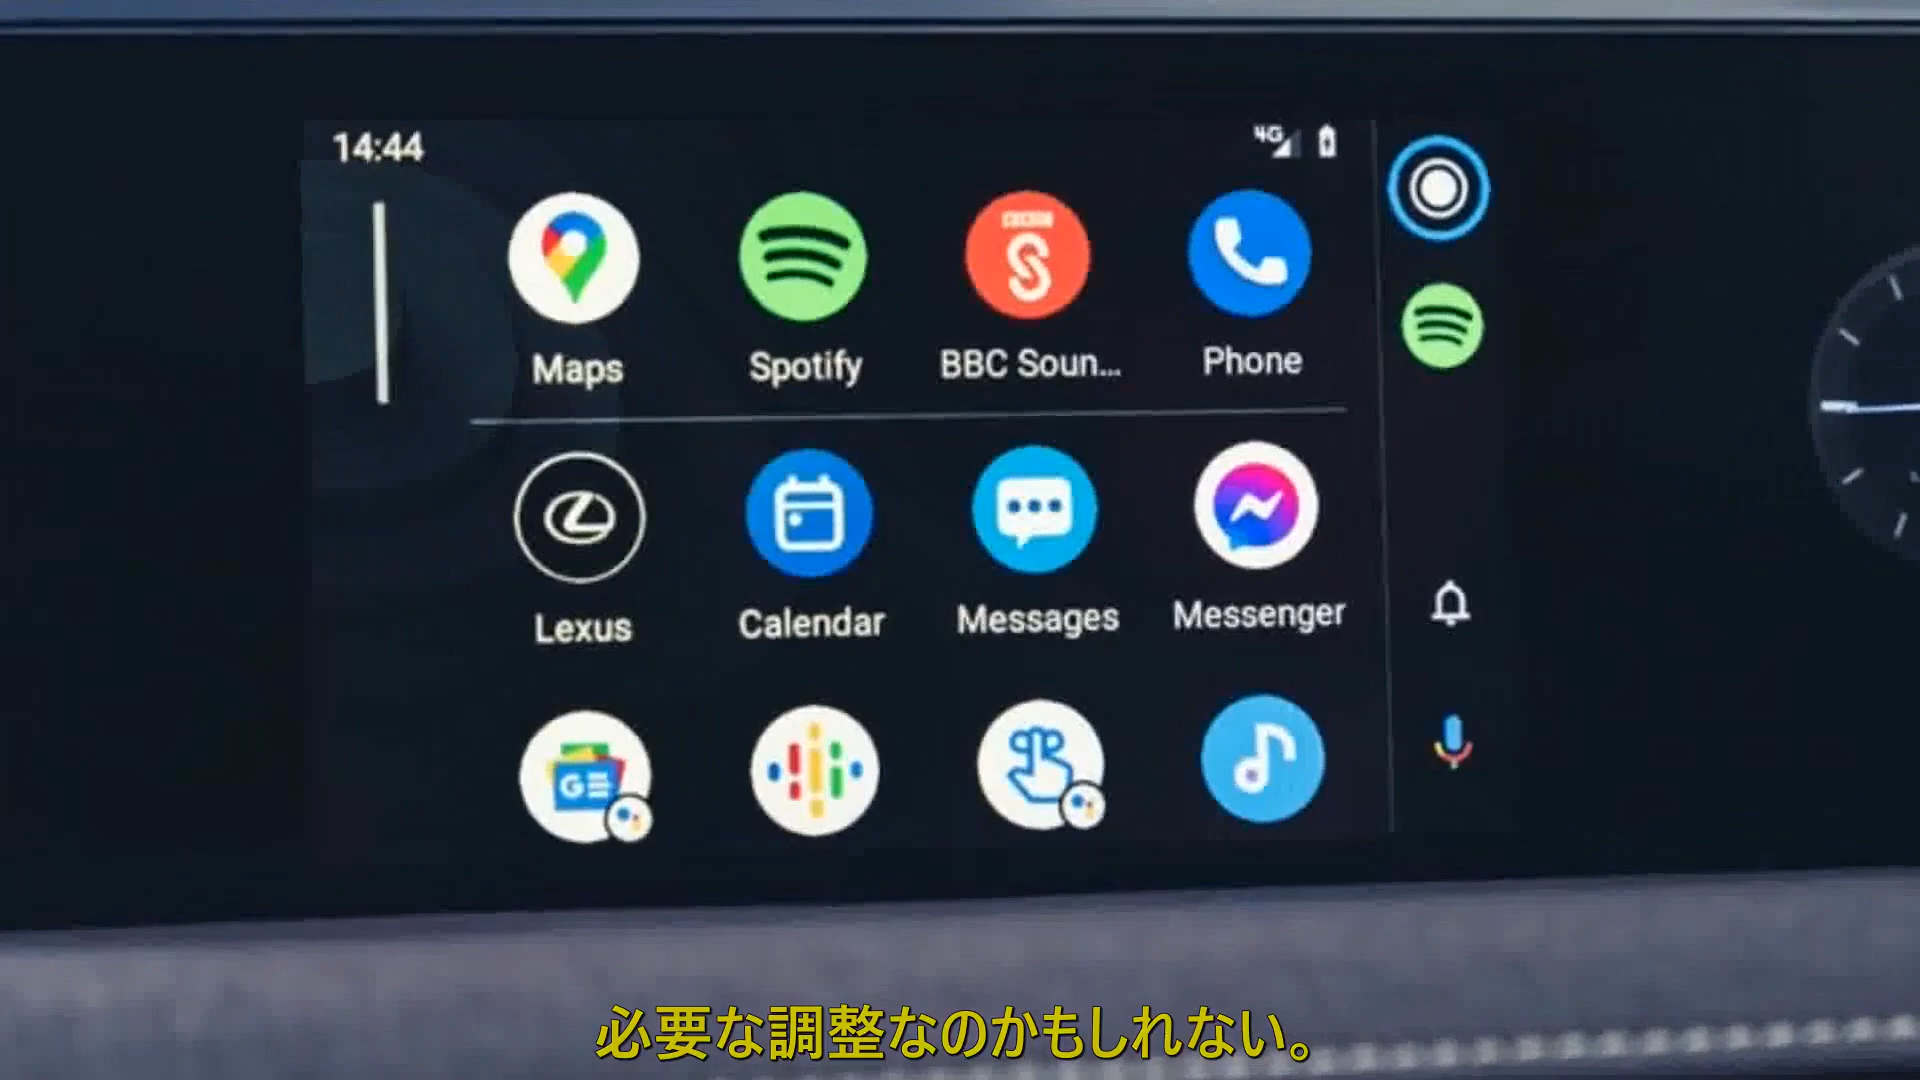 14:44
4G
Maps
Spotify
BBC Soun...
Phone
Lexus
Calendar
Messages
Messenger
必要な調整なのかもしれない。